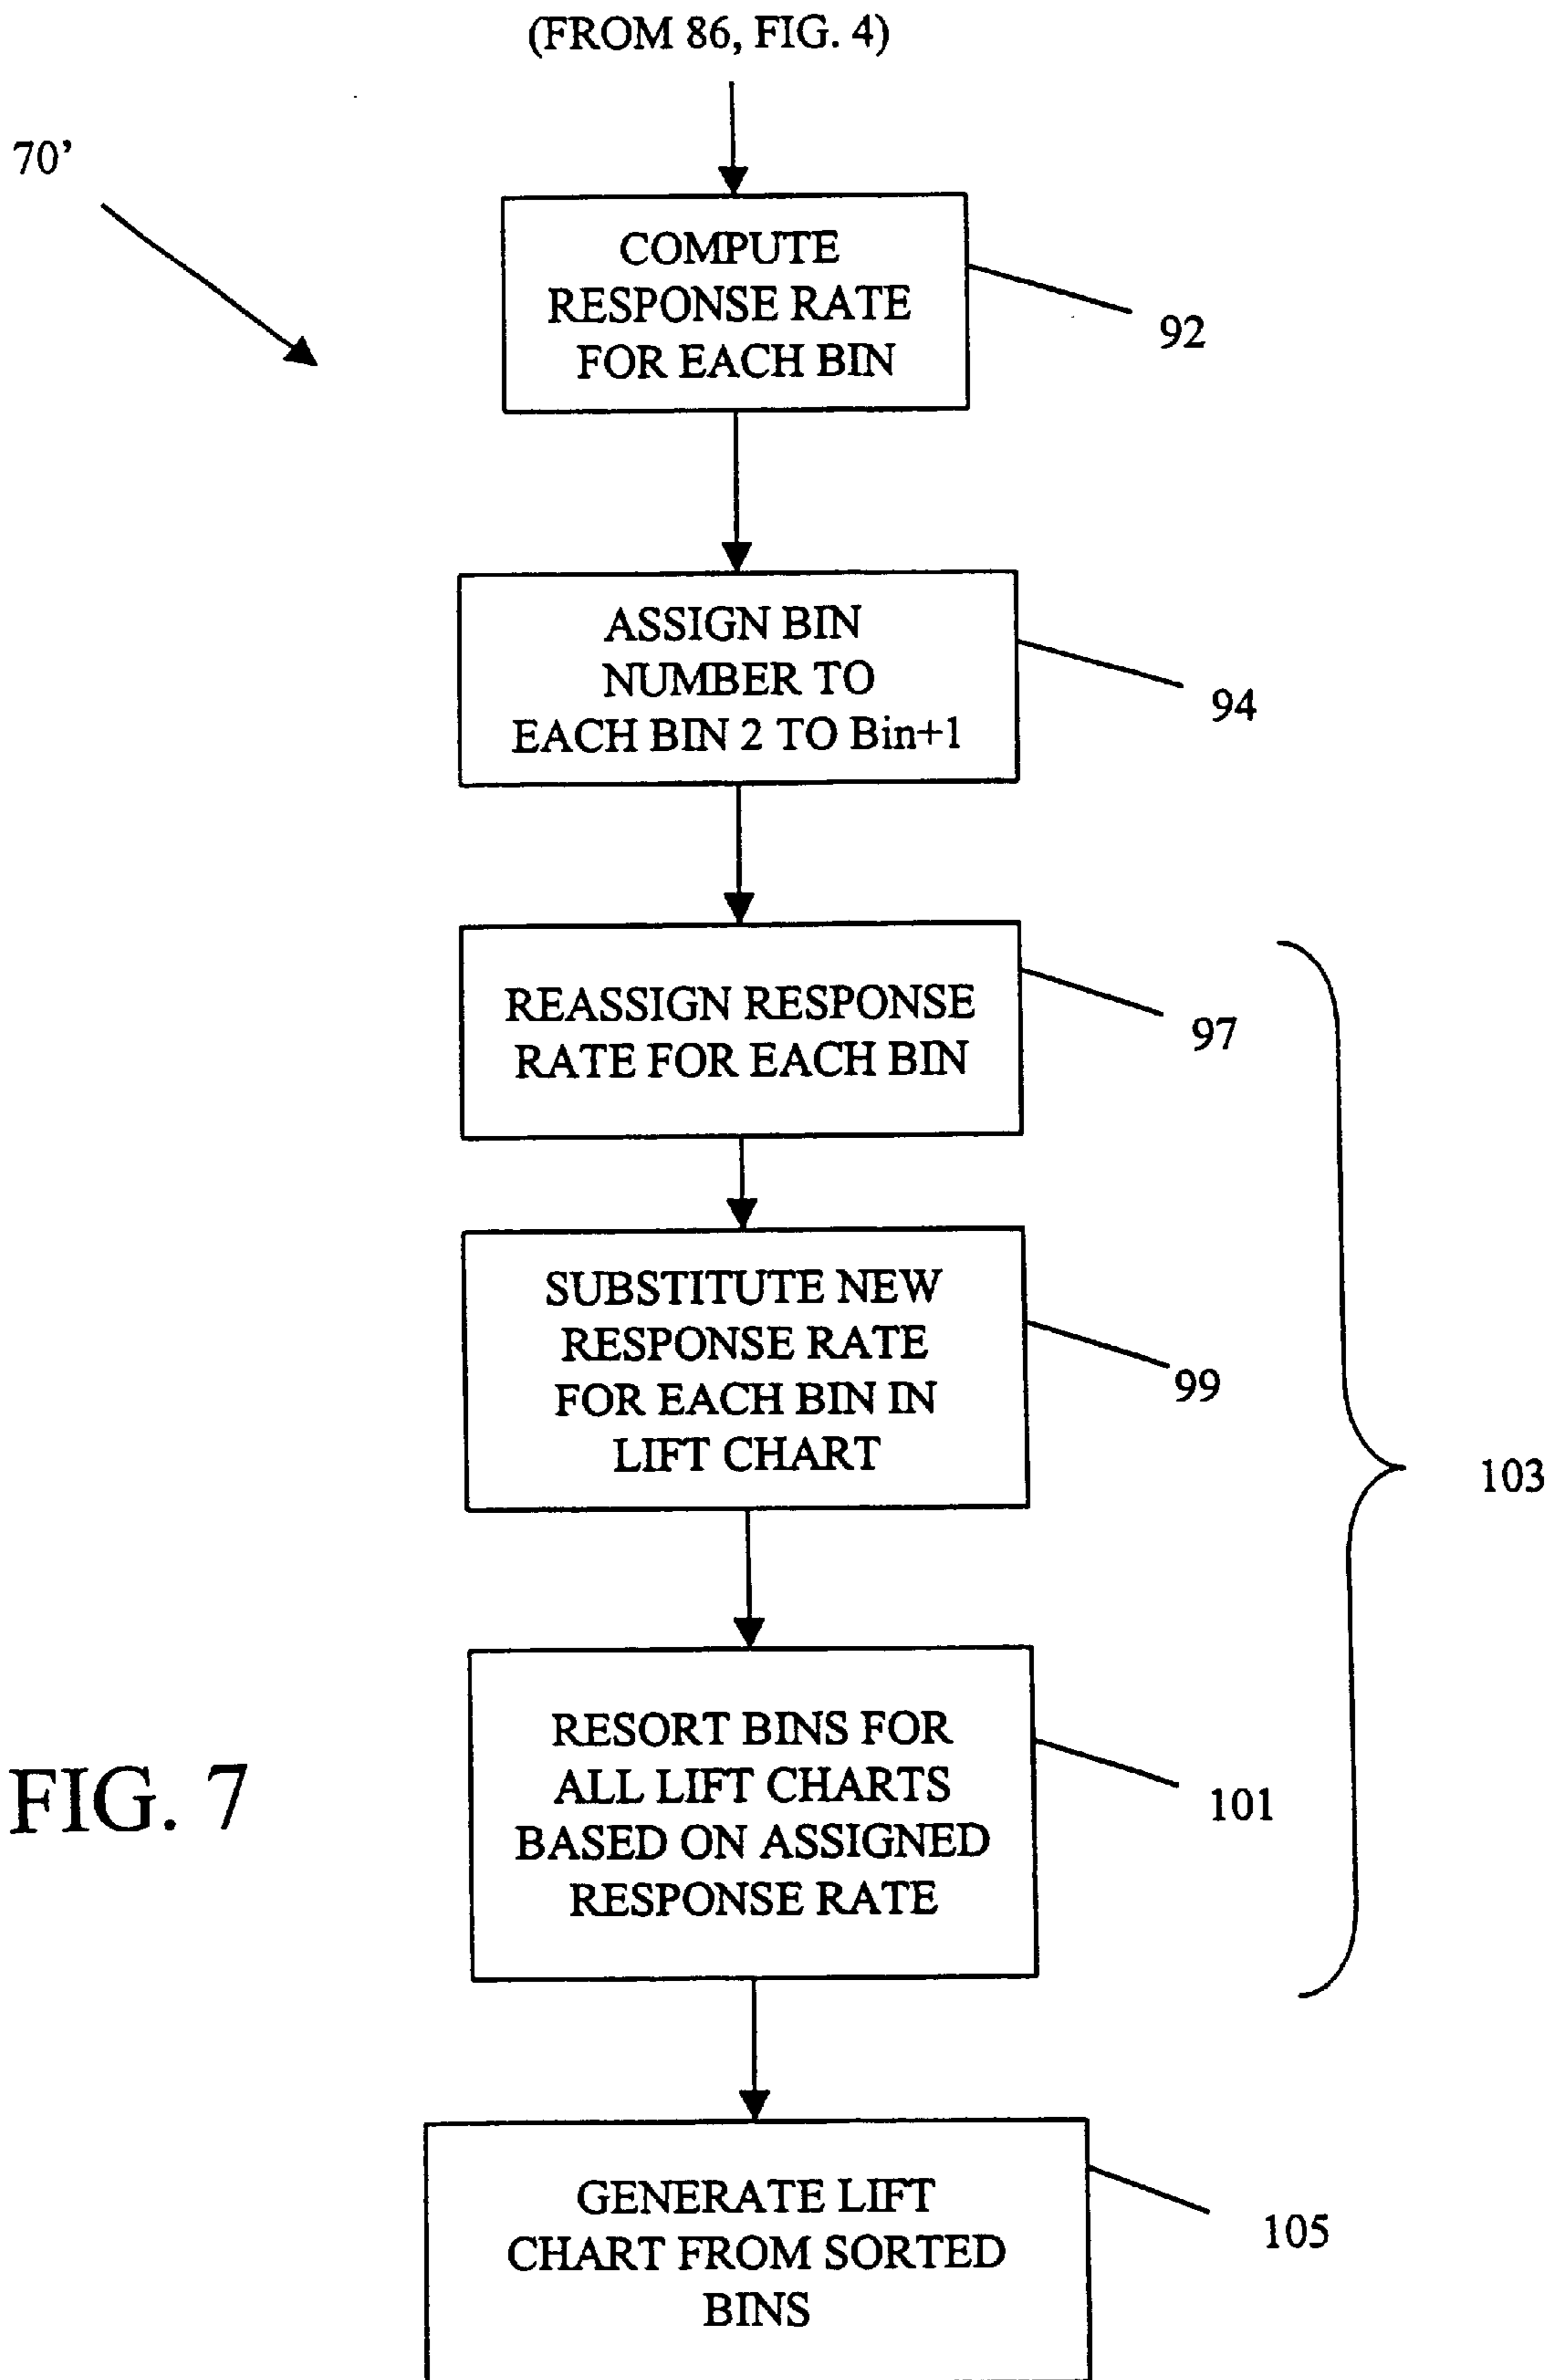 (FROM 86, FIG. 4)
70’
COMPUTE
RESPONSE RATE
FOR EACH BIN
92
ASSIGN BIN
NUMBER TO
EACH BIN 2 TO Bin+1
94
REASSIGN RESPONSE
RATE FOR EACH BIN
97
SUBSTITUTE NEW
RESPONSE RATE
FOR EACH BIN IN
LIFT CHART
99
103
RESORT BINS FOR
ALL LIFT CHARTS
BASED ON ASSIGNED
RESPONSE RATE
101
FIG. 7
GENERATE LIFT
CHART FROM SORTED
BINS
105